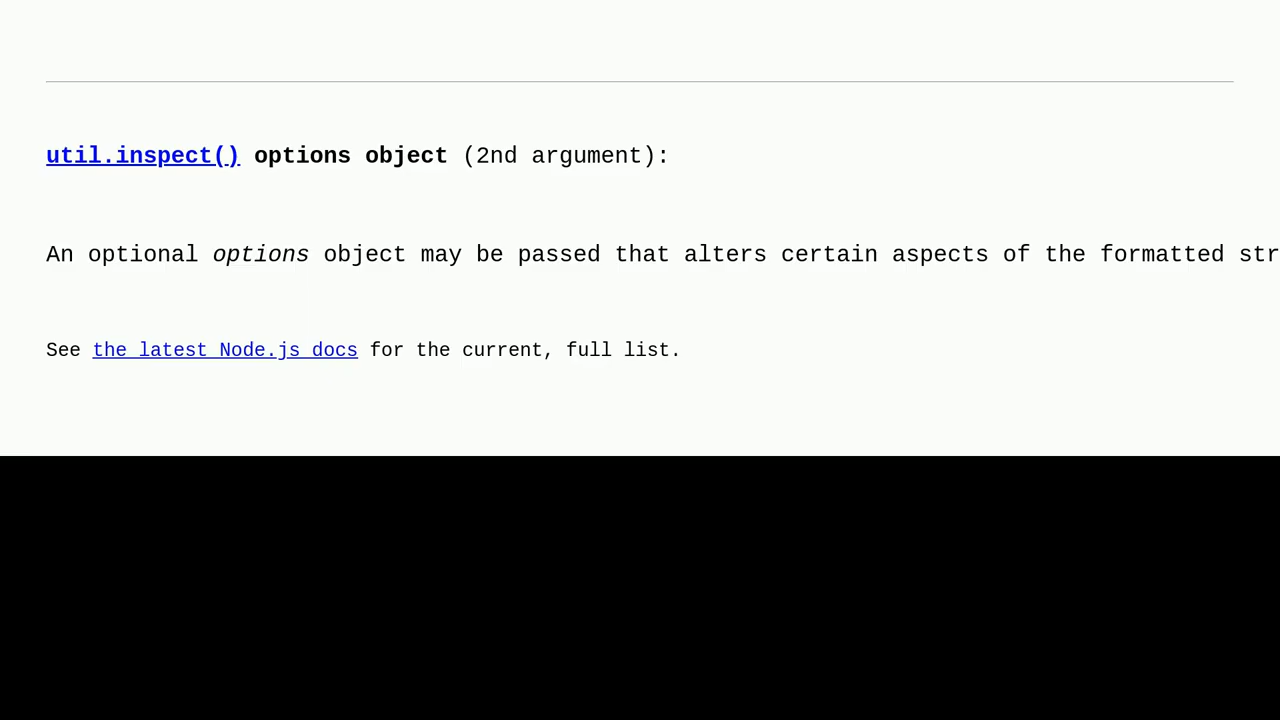 util.inspect() options object (2nd argument):
An optional options object may be passed that alters certain aspects of the formatted str
See the latest Node.js docs for the current, full list.